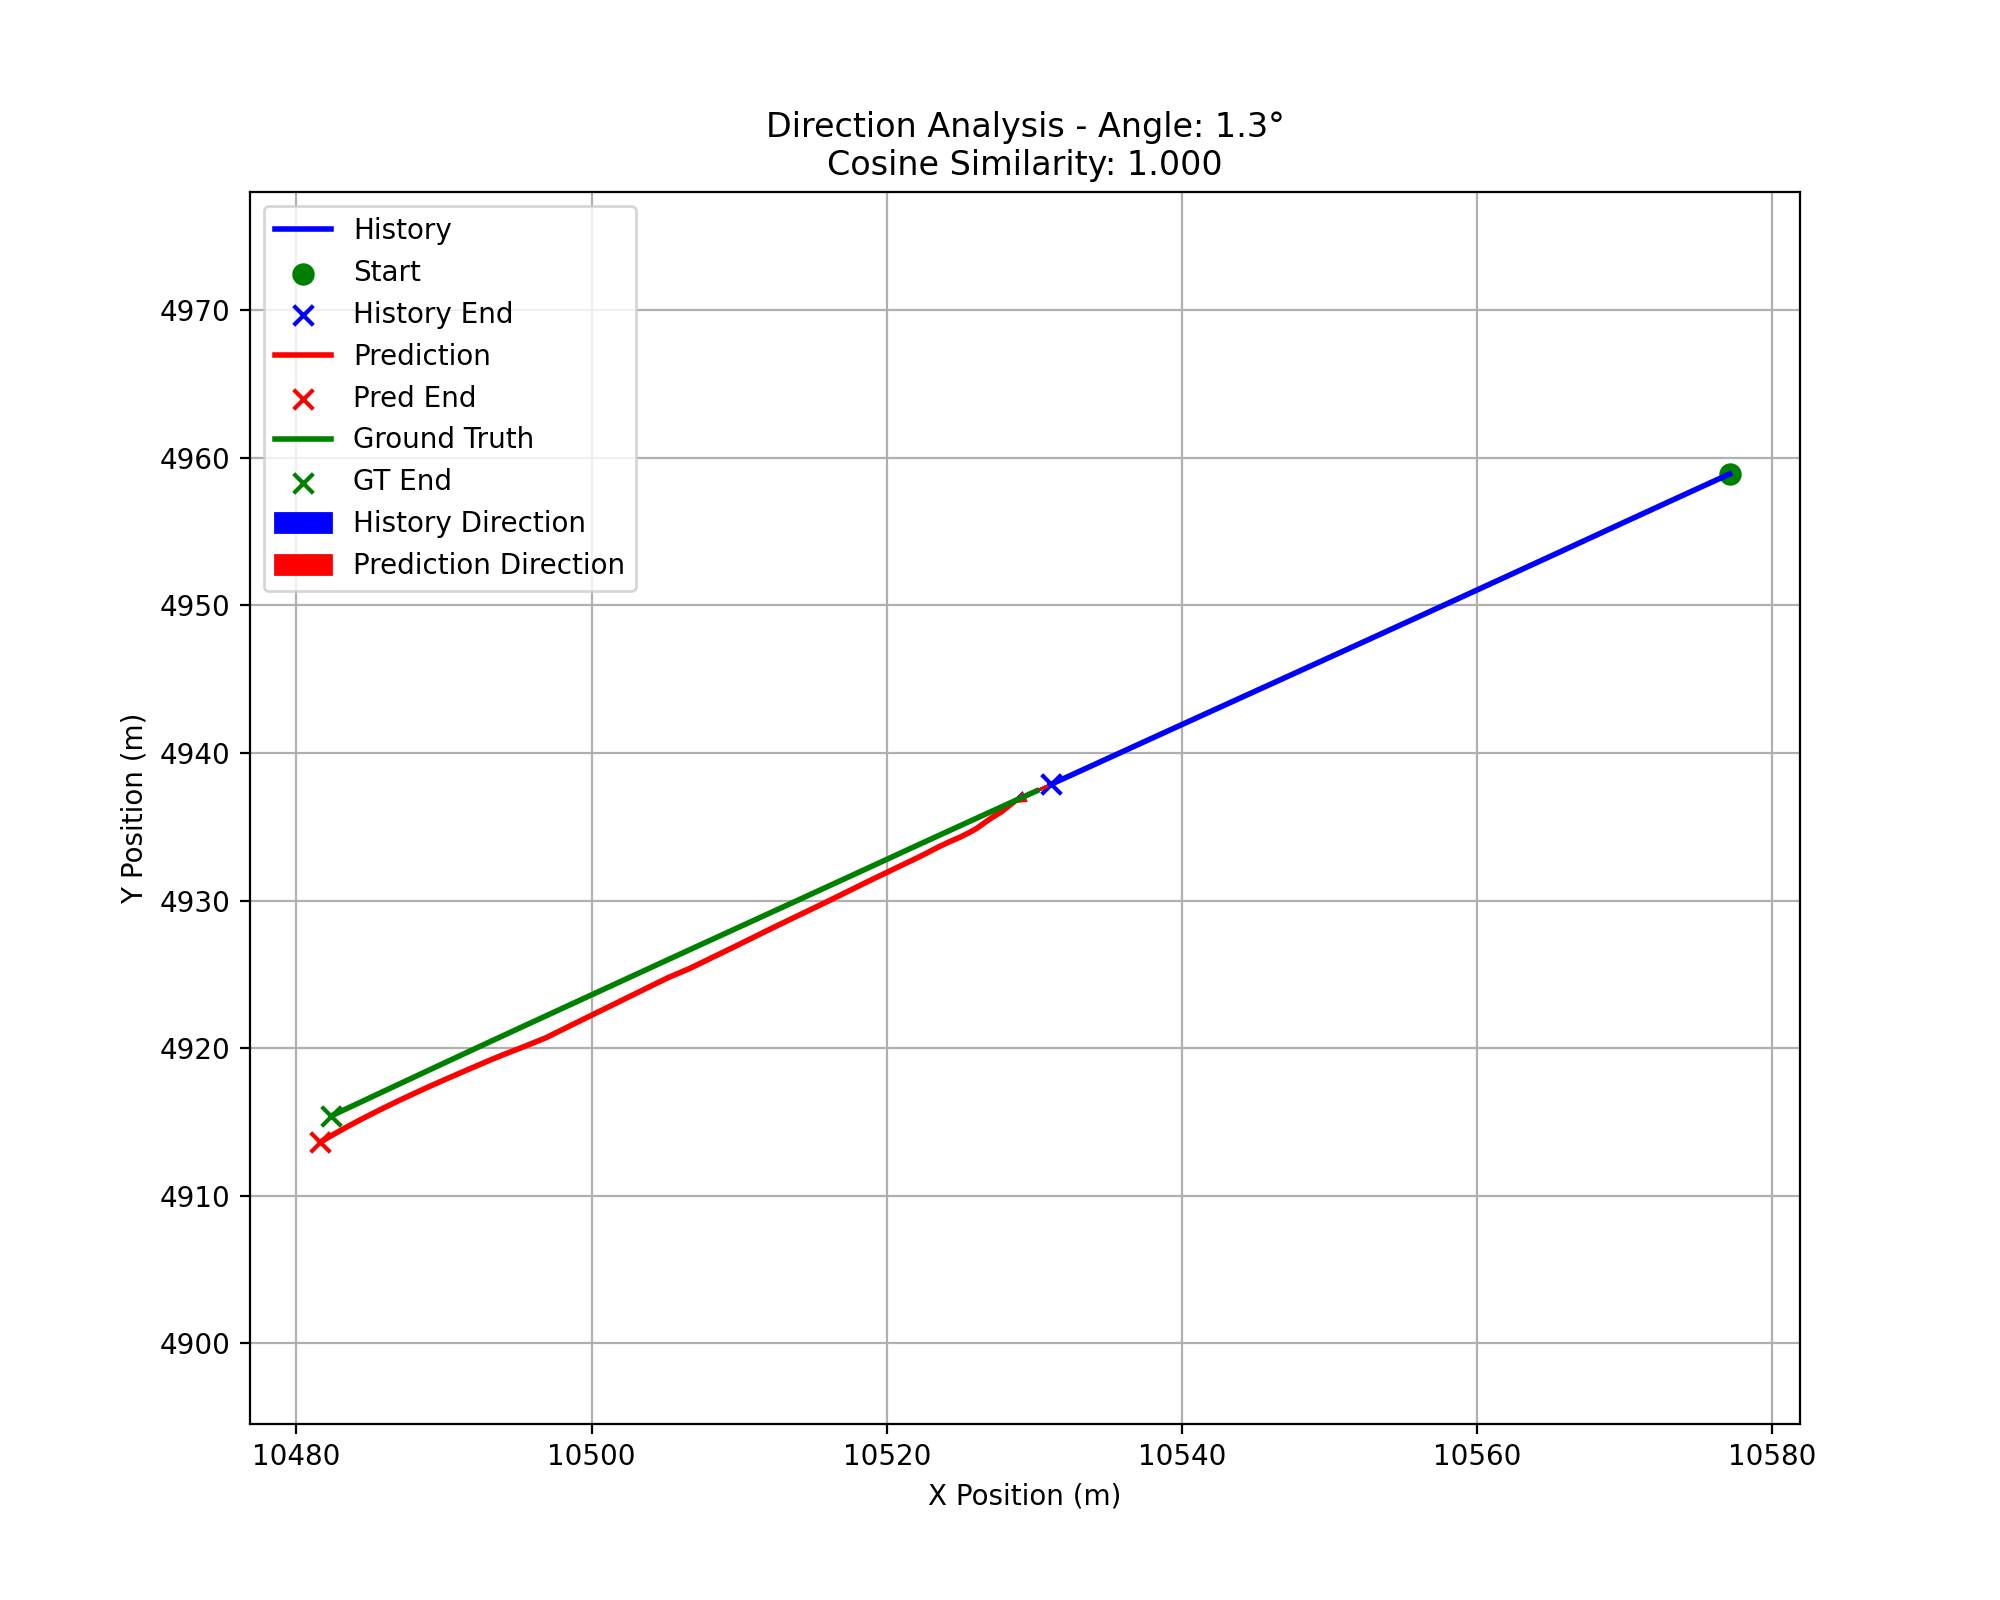 Direction Analysis - Angle: 1.3°
Cosine Similarity: 1.000
History
Start
History End
Prediction
Pred End
Ground Truth
GT End
History Direction
Prediction Direction
4970
4960
4950
4940
4930
4920
4910
4900
Y Position (m)
10480 10500 10520 10540 10560 10580
X Position (m)